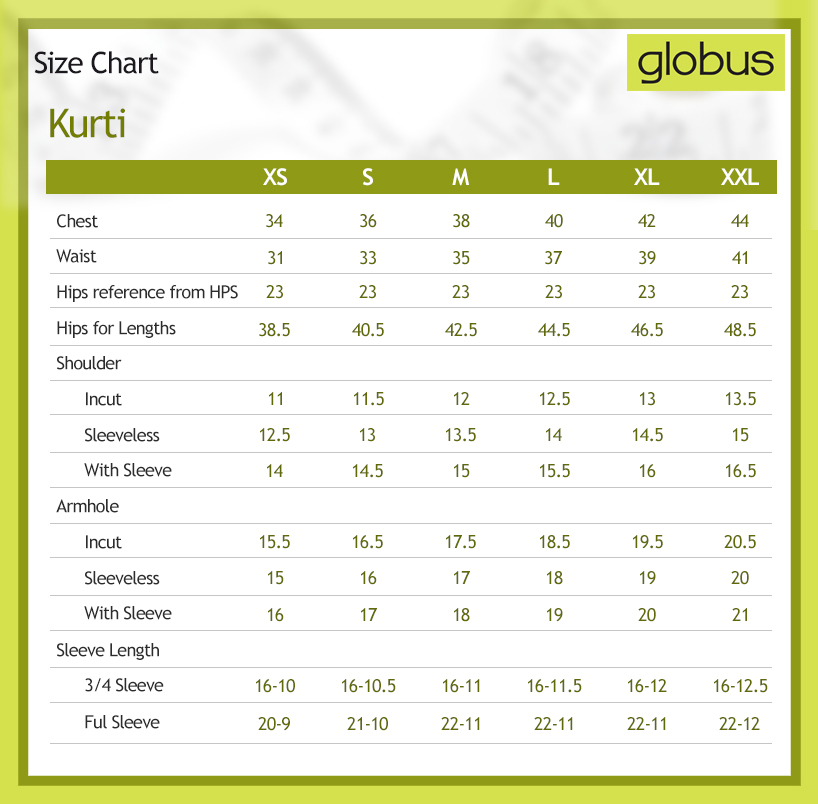 Size Chart
globus
Kurti
XS S M L XL XXL
Chest 34 36 38 40 42 44
Waist 31 33 35 37 39 41
Hips reference from HPS 23 23 23 23 23 23
Hips for Lengths 38.5 40.5 42.5 44.5 46.5 48.5
Shoulder
Incut 11 11.5 12 12.5 13 13.5
Sleeveless 12.5 13 13.5 14 14.5 15
With Sleeve 14 14.5 15 15.5 16 16.5
Armhole
Incut 15.5 16.5 17.5 18.5 19.5 20.5
Sleeveless 15 16 17 18 19 20
With Sleeve 16 17 18 19 20 21
Sleeve Length
3/4 Sleeve 16-10 16-10.5 16-11 16-11.5 16-12 16-12.5
Ful Sleeve 20-9 21-10 22-11 22-11 22-11 22-12